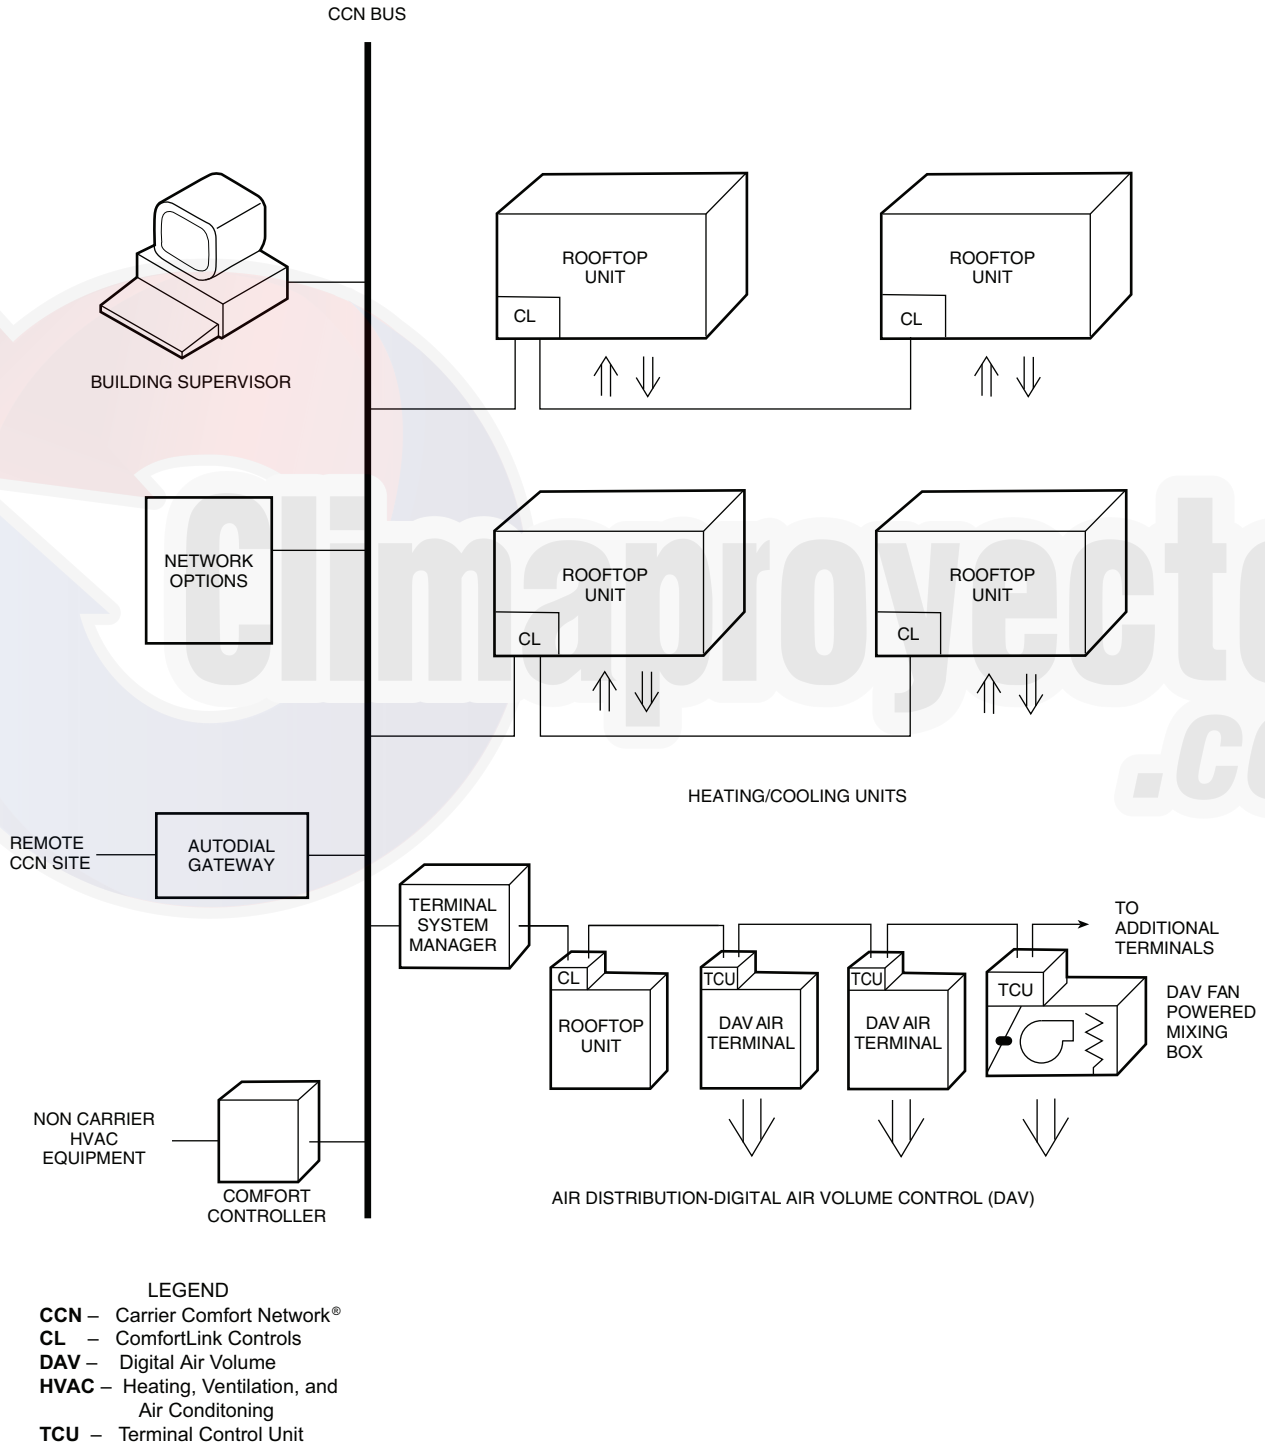 CCN BUS
ROOFTOP
UNIT
CL
ROOFTOP
UNIT
CL
BUILDING SUPERVISOR
NETWORK
OPTIONS
ROOFTOP
UNIT
CL
ROOFTOP
UNIT
CL
HEATING/COOLING UNITS
REMOTE
CCN SITE
AUTODIAL
GATEWAY
TERMINAL
SYSTEM
MANAGER
CL
ROOFTOP
UNIT
TCU
DAV AIR
TERMINAL
TCU
DAV AIR
TERMINAL
TCU
TO
ADDITIONAL
TERMINALS
DAV FAN
POWERED
MIXING
BOX
NON CARRIER
HVAC
EQUIPMENT
COMFORT
CONTROLLER
AIR DISTRIBUTION-DIGITAL AIR VOLUME CONTROL (DAV)
LEGEND
CCN – Carrier Comfort Network®
CL – ComfortLink Controls
DAV – Digital Air Volume
HVAC – Heating, Ventilation, and
Air Conditoning
TCU – Terminal Control Unit
Climaproyecto
.co